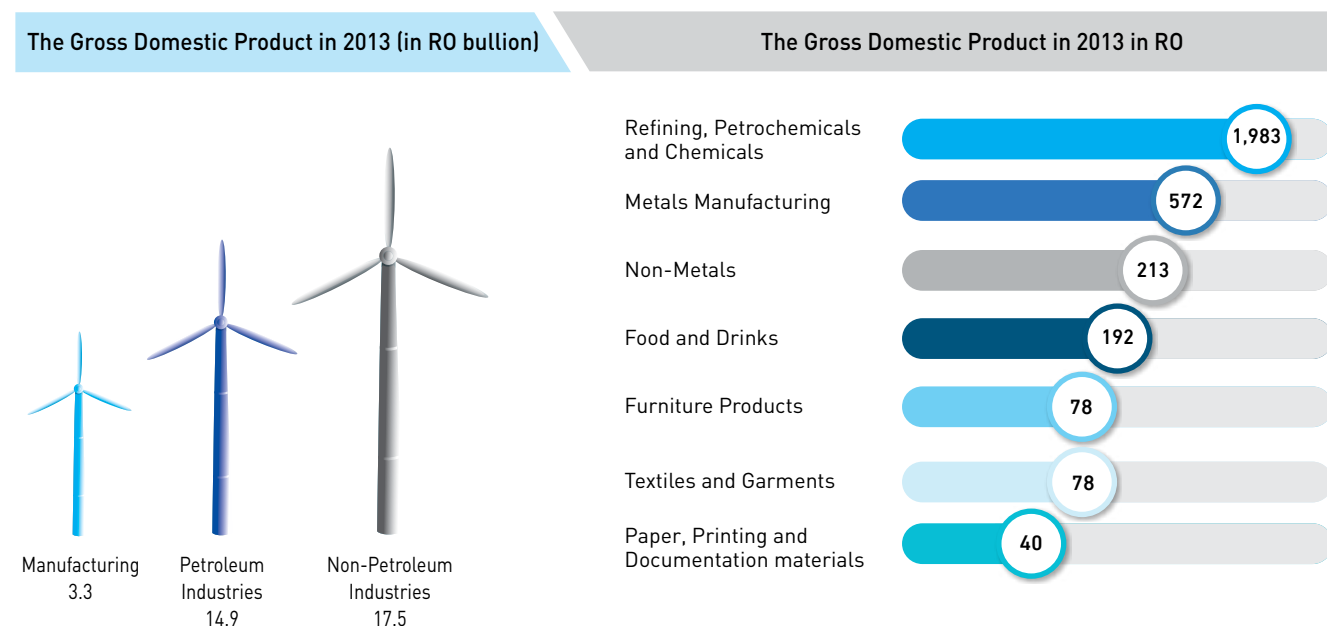 The Gross Domestic Product in 2013 (in RO bullion)
The Gross Domestic Product in 2013 in RO
Manufacturing
3.3
Petroleum
Industries
14.9
Non-Petroleum
Industries
17.5
Refining, Petrochemicals
and Chemicals
1,983
Metals Manufacturing
572
Non-Metals
213
Food and Drinks
192
Furniture Products
78
Textiles and Garments
78
Paper, Printing and
Documentation materials
40